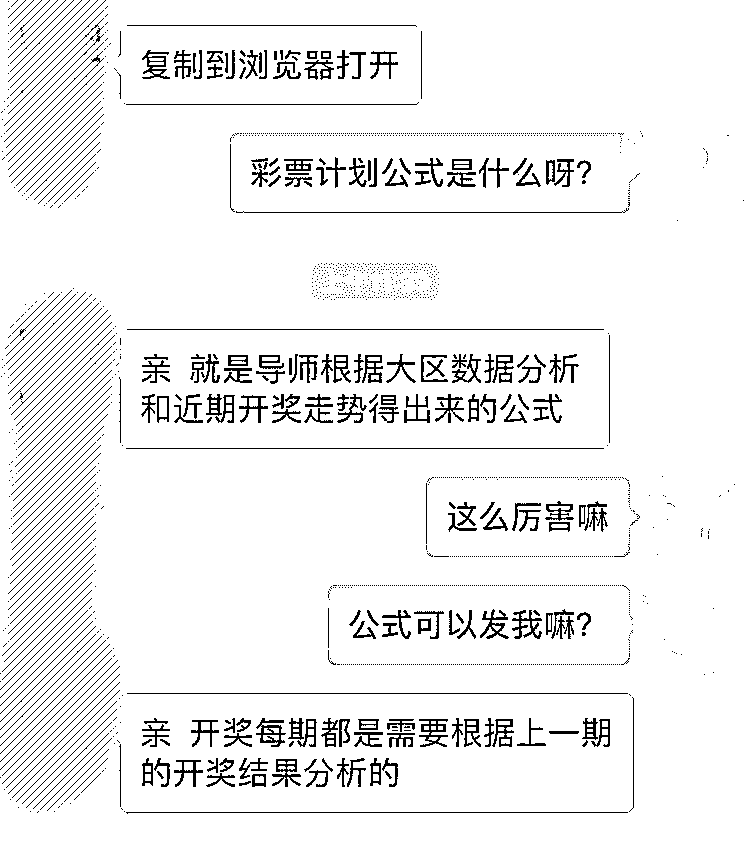 复制到浏览器打开
彩票计划公式是什么呀？
亲 就是导师根据大区数据分析
和近期开奖走势得出来的公式
这么厉害嘛
公式可以发我嘛？
亲 开奖每期都是需要根据上一期
的开奖结果分析的